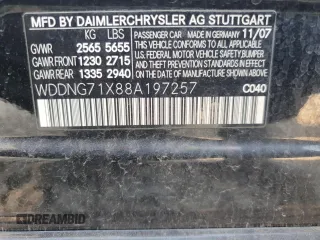 MFD BY DAIMLERCHRYSLER AG STUTTGART
KG LBS PASSENGER CAR 11/07
GVWR 2565 5655 MADE IN GERMANY
GAWR FRONT 1230 2715
GAWR REAR 1335 2940
THIS VEHICLE CONFORMS TO ALL
APPLICABLE U.S. FEDERAL MOTOR
VEHICLE SAFETY, BUMPER,
AND THEFT PREVENTION STANDARDS
IN EFFECT ON THE DATE OF
MANUFACTURE SHOWN ABOVE.
WDDNG71X88A197257 C040
DREAMBID